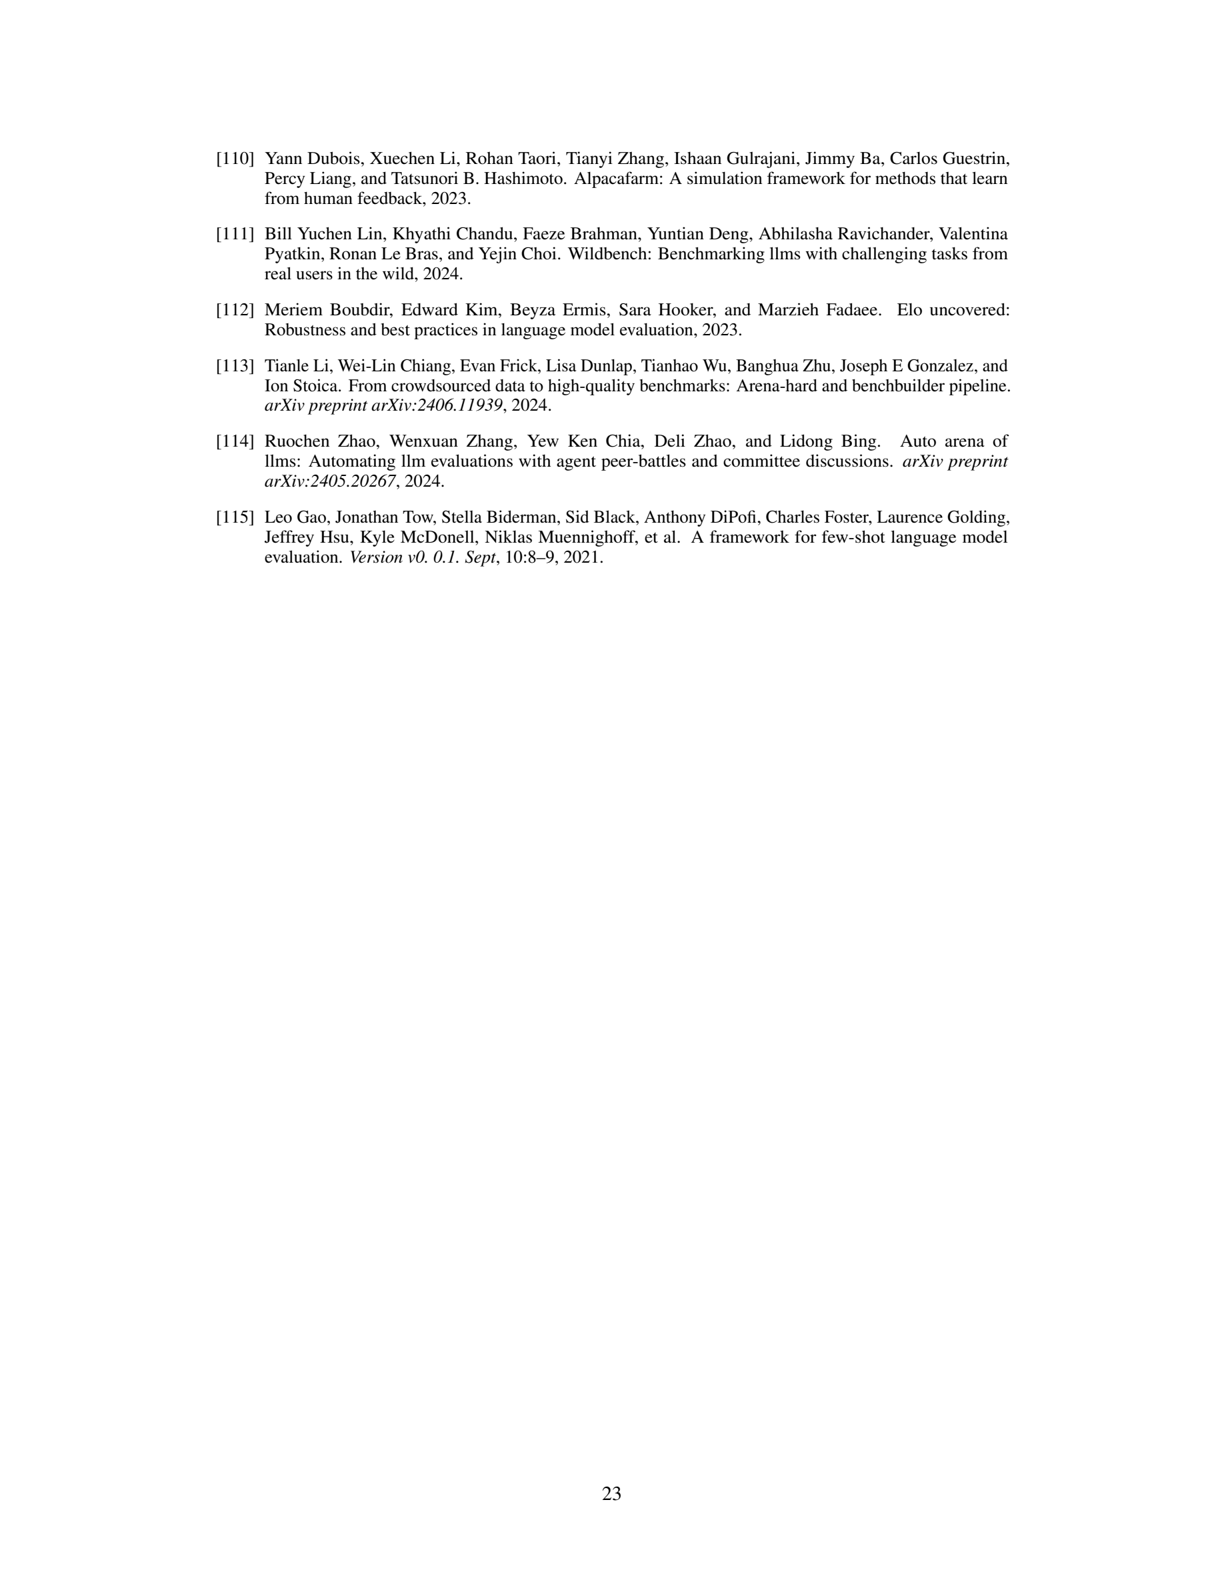 [110] Yann Dubois, Xuechen Li, Rohan Taori, Tianyi Zhang, Ishaan Gulrajani, Jimmy Ba, Carlos Guestrin,
Percy Liang, and Tatsunori B. Hashimoto. Alpacafarm: A simulation framework for methods that learn
from human feedback, 2023.
[111] Bill Yuchen Lin, Khyathi Chandu, Faeze Brahman, Yuntian Deng, Abhilasha Ravichander, Valentina
Pyatkin, Ronan Le Bras, and Yejin Choi. Wildbench: Benchmarking llms with challenging tasks from
real users in the wild, 2024.
[112] Meriem Boubdir, Edward Kim, Beyza Ermis, Sara Hooker, and Marzieh Fadaee. Elo uncovered:
Robustness and best practices in language model evaluation, 2023.
[113] Tianle Li, Wei-Lin Chiang, Evan Frick, Lisa Dunlap, Tianhao Wu, Banghua Zhu, Joseph E Gonzalez, and
Ion Stoica. From crowdsourced data to high-quality benchmarks: Arena-hard and benchbuilder pipeline.
arXiv preprint arXiv:2406.11939, 2024.
[114] Ruochen Zhao, Wenxuan Zhang, Yew Ken Chia, Deli Zhao, and Lidong Bing. Auto arena of
llms: Automating llm evaluations with agent peer-battles and committee discussions. arXiv preprint
arXiv:2405.20267, 2024.
[115] Leo Gao, Jonathan Tow, Stella Biderman, Sid Black, Anthony DiPofi, Charles Foster, Laurence Golding,
Jeffrey Hsu, Kyle McDonell, Niklas Muennighoff, et al. A framework for few-shot language model
evaluation. Version v0. 0.1. Sept, 10:8–9, 2021.
23